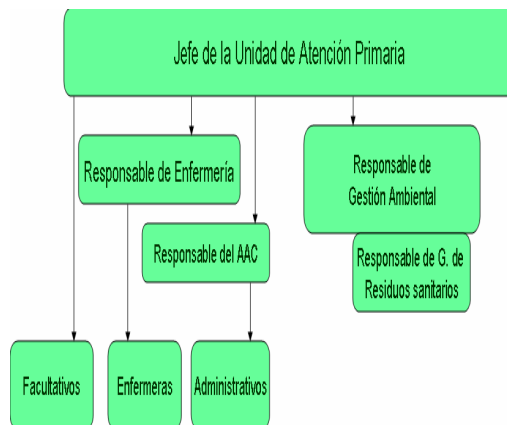 Jefe de la Unidad de Atención Primaria
Responsable de Enfermería
Responsable de
Gestión Ambiental
Responsable del AAC
Responsable de G. de
Residuos sanitarios
Facultativos
Enfermeras
Administrativos